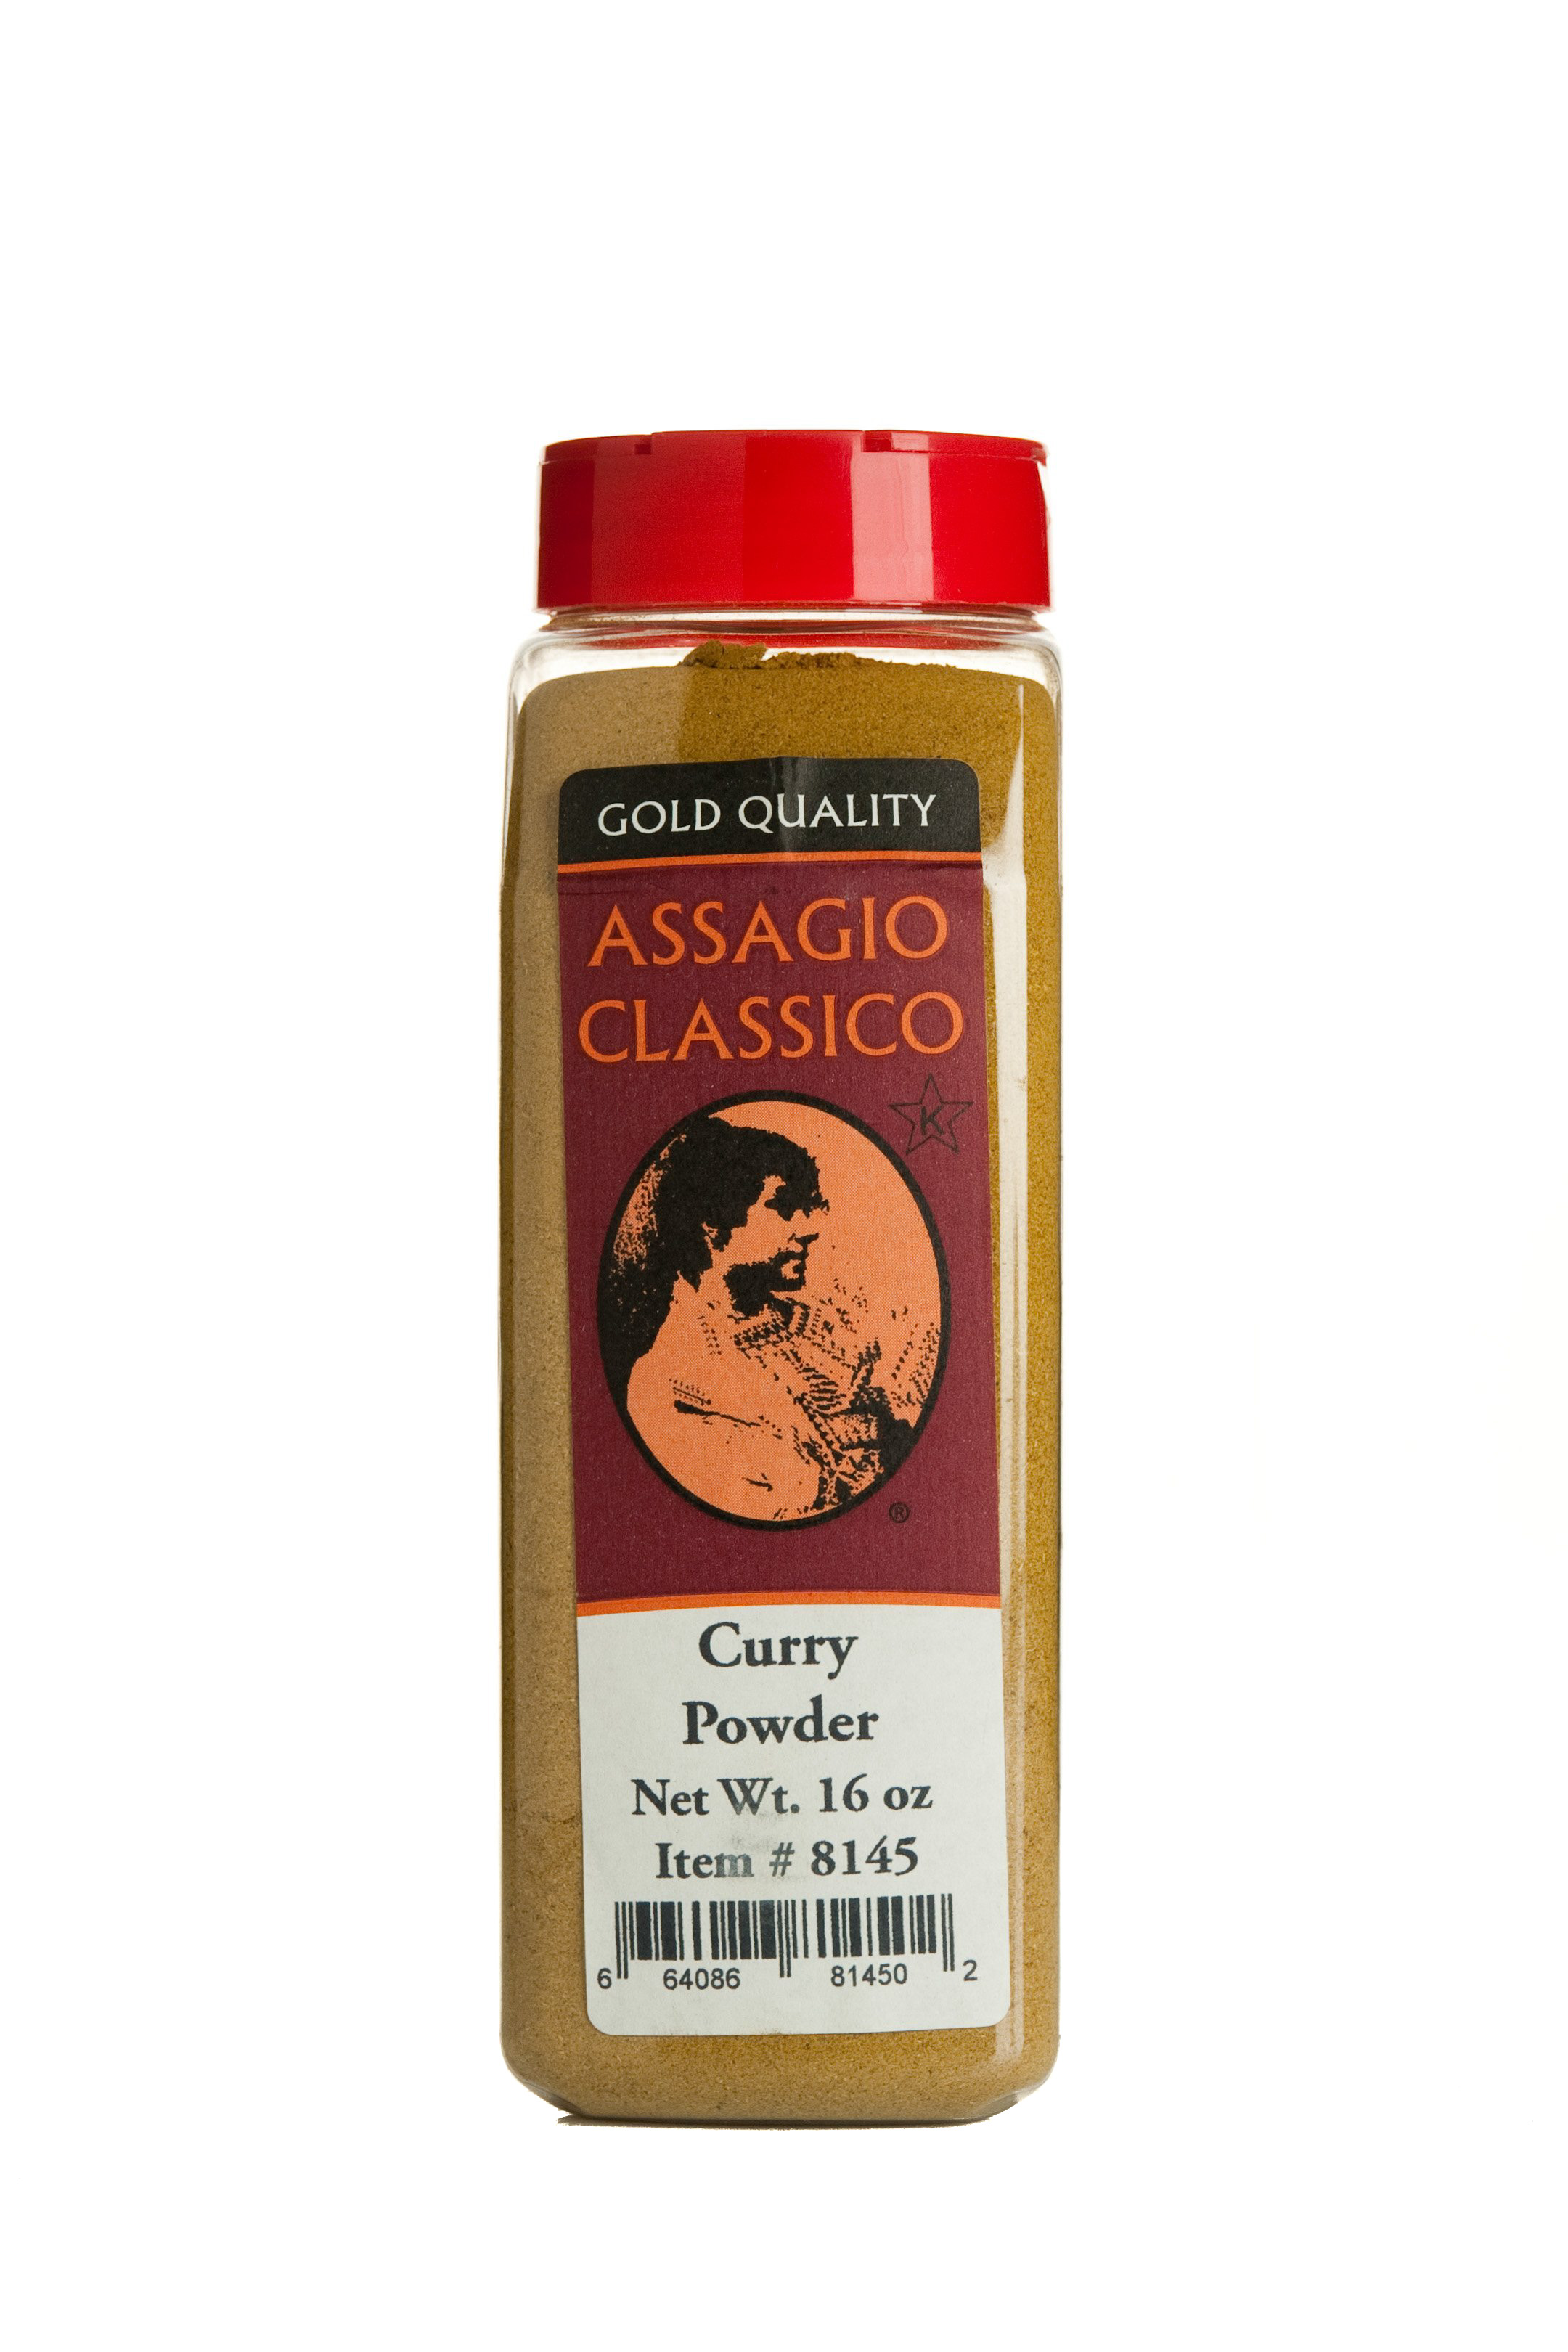 GOLD QUALITY
ASSAGIO
CLASSICO
K
®
Curry
Powder
Net Wt. 16 oz
Item # 8145
6 64086 81450 2